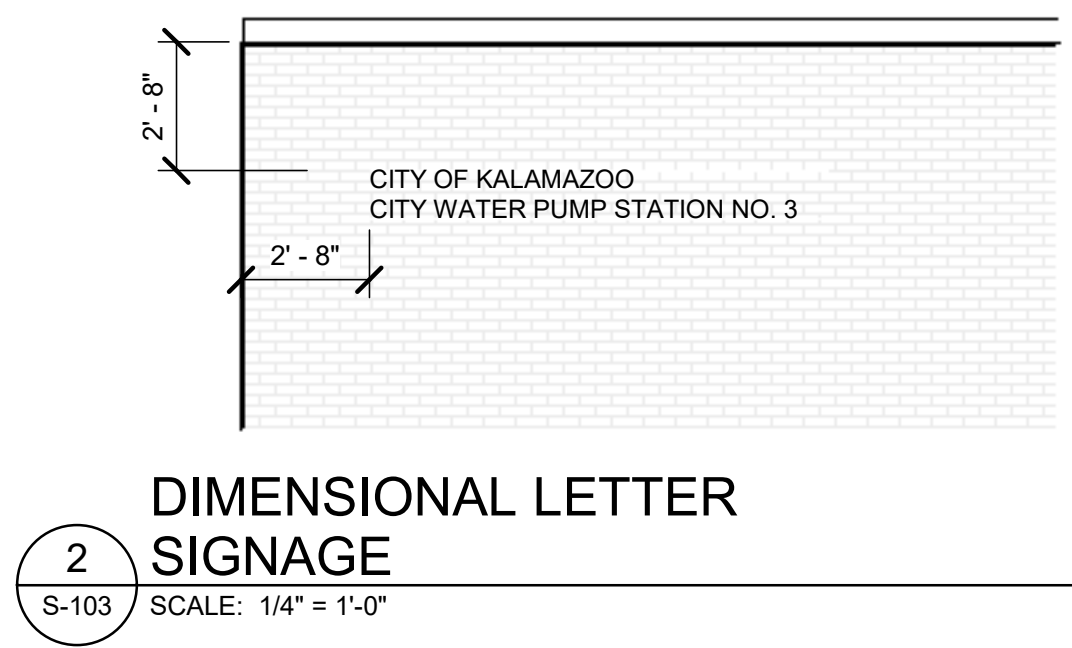 2' - 8"
CITY OF KALAMAZOO
CITY WATER PUMP STATION NO. 3
2' - 8"
DIMENSIONAL LETTER
SIGNAGE
2
S-103
SCALE: 1/4" = 1'-0"